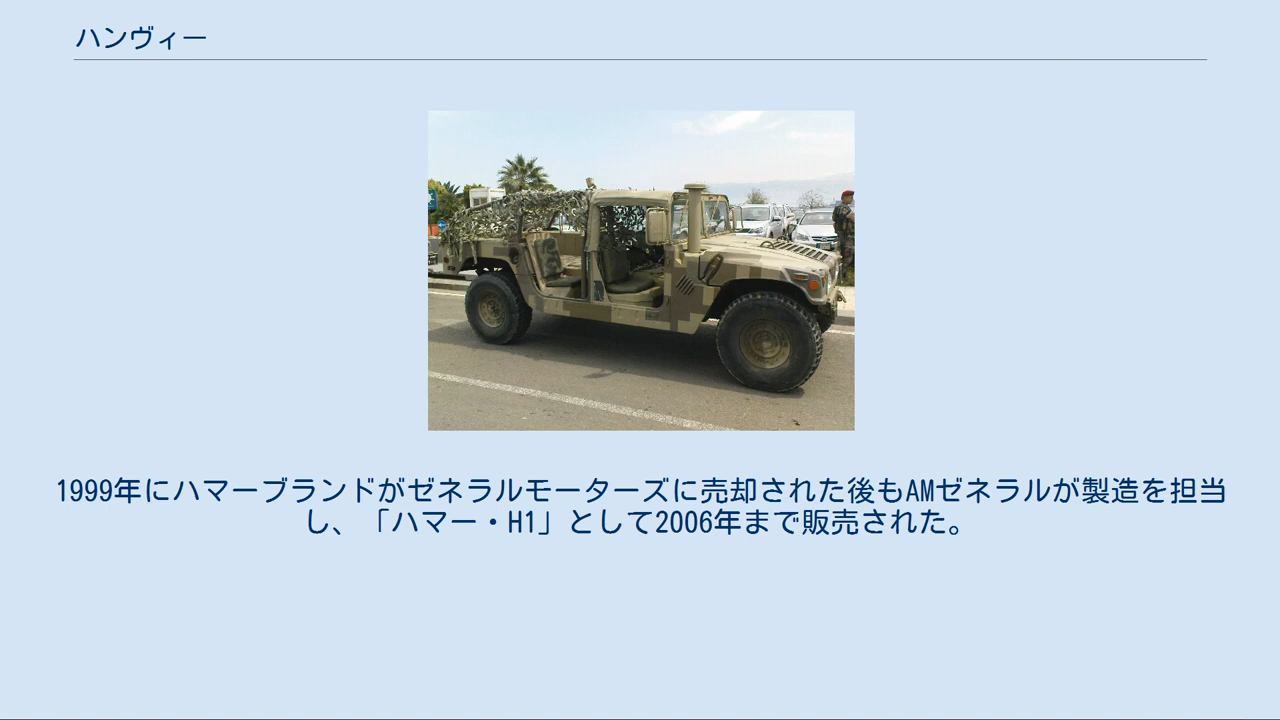 ハンヴィー
1999年にハマーブランドがゼネラルモーターズに売却された後もAMゼネラルが製造を担当
し、「ハマー・H1」として2006年まで販売された。